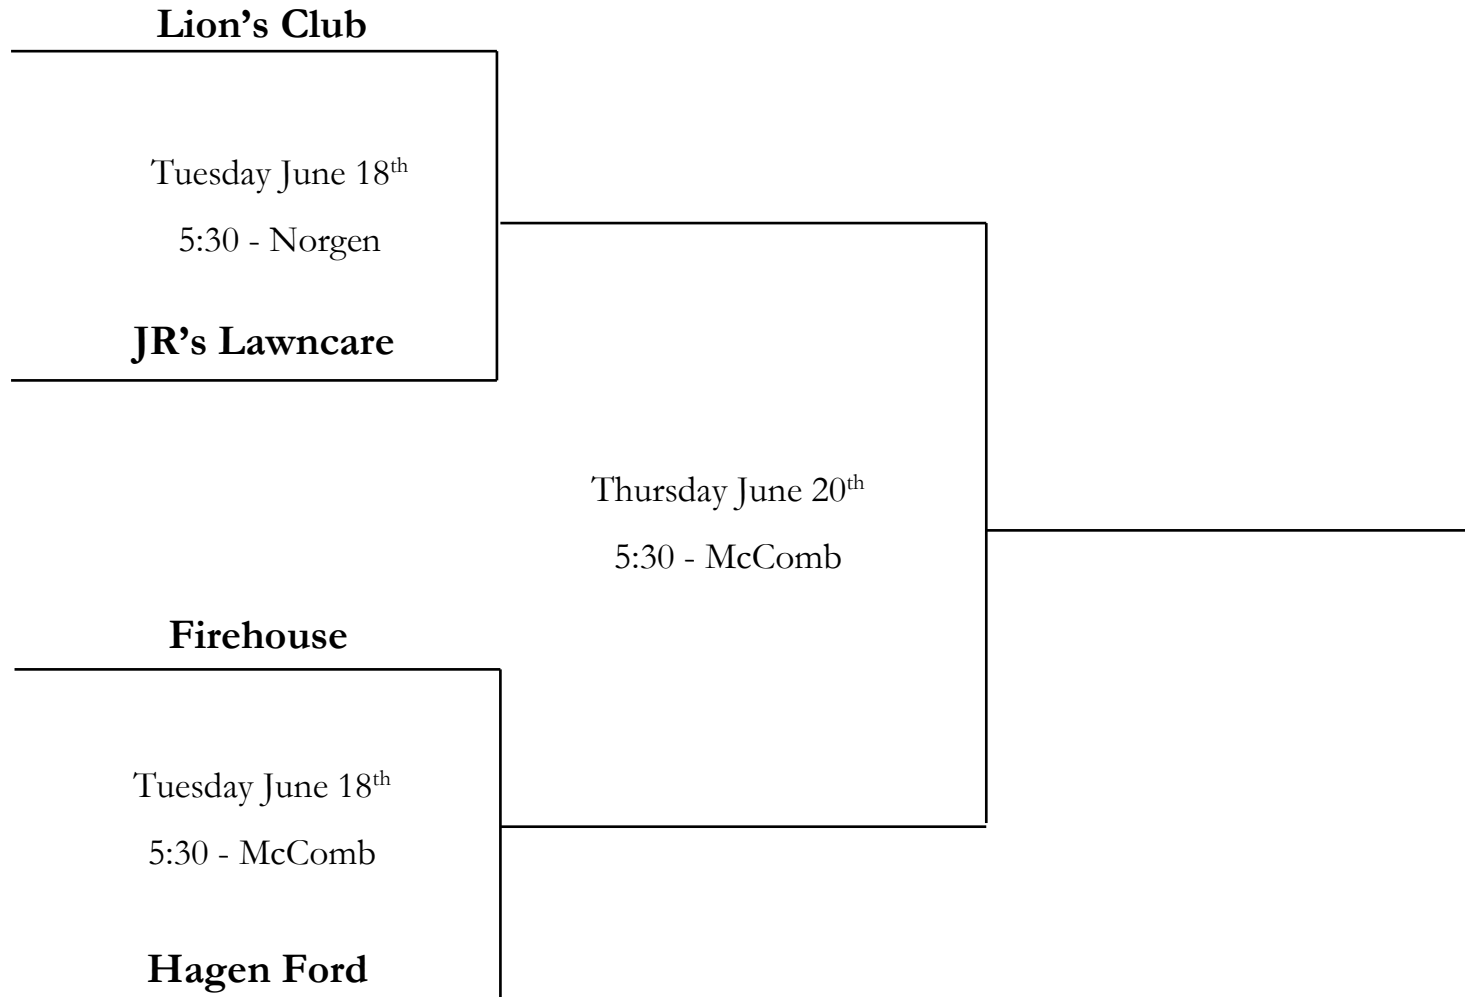 Lion’s Club
Tuesday June 18th
5:30 - Norgen
JR’s Lawncare
Thursday June 20th
5:30 - McComb
Firehouse
Tuesday June 18th
5:30 - McComb
Hagen Ford